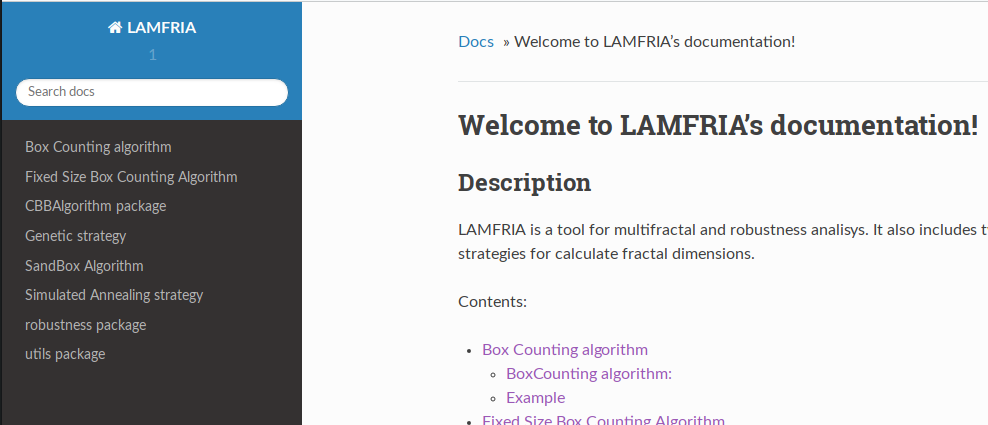 LAMFRIA
1
Search docs
Box Counting algorithm
Fixed Size Box Counting Algorithm
CBBAlgorithm package
Genetic strategy
SandBox Algorithm
Simulated Annealing strategy
robustness package
utils package
Docs » Welcome to LAMFRIA's documentation!
Welcome to LAMFRIA's documentation!
Description
LAMFRIA is a tool for multifractal and robustness analisys. It also includes
strategies for calculate fractal dimensions.
Contents:
Box Counting algorithm
BoxCounting algorithm:
Example
Fixed Size Box Counting Algorithm